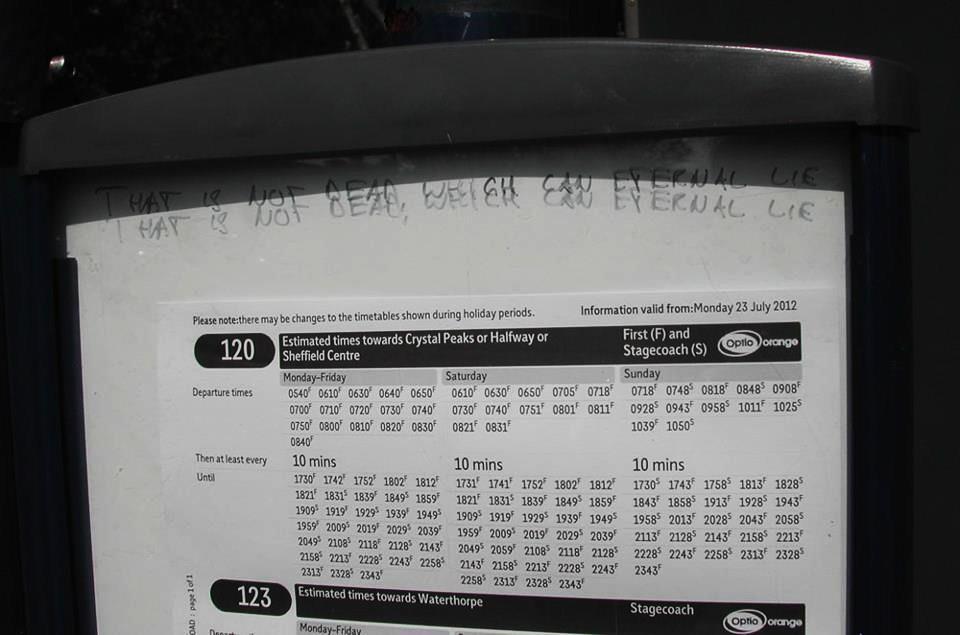 THAT IS NOT DEAD, WHICH CAN ETERNAL LIE
Please note:there may be changes to the timetables shown during holiday periods.
Information valid from:Monday 23 July 2012
120 Estimated times towards Crystal Peaks or Halfway or
Sheffield Centre
First (F) and
Stagecoach (S)
Optio orange
Monday–Friday Saturday Sunday
Departure times
0540F 0610F 0630F 0640F 0650F
0700F 0710F 0720F 0730F 0740F
0750F 0800F 0810F 0820F 0830F
0840F
0610F 0630F 0650F 0705F 0718F
0730F 0740F 0751F 0801F 0811F
0821F 0831F
0718F 0748S 0818F 0848S 0908F
0928S 0943F 0958S 1011F 1025S
1039F 1050S
Then at least every 10 mins 10 mins 10 mins
Until
1730F 1742F 1752F 1802F 1812F
1821F 1831S 1839F 1849S 1859F
1909S 1919F 1929S 1939F 1949S
1959F 2009S 2019F 2029S 2039F
2049S 2108S 2118F 2128S 2143F
2158S 2213F 2228S 2243F 2258S
2313F 2328S 2343F
1731F 1741F 1752F 1802F 1812F
1821F 1831S 1839F 1849S 1859F
1909S 1919F 1929S 1939F 1949S
1959F 2009S 2019F 2029S 2039F
2049S 2059F 2108S 2118F 2128S
2143F 2158S 2213F 2228S 2243F
2258S 2313F 2328S 2343F
1730S 1743F 1758S 1813F 1828S
1843F 1858S 1913F 1928S 1943F
1958S 2013F 2028S 2043F 2058S
2113F 2128S 2143F 2158S 2213F
2228S 2243F 2258S 2313F 2328S
2343F
page 1 of 1
123 Estimated times towards Waterthorpe
Stagecoach
Optio orange
Monday–Friday